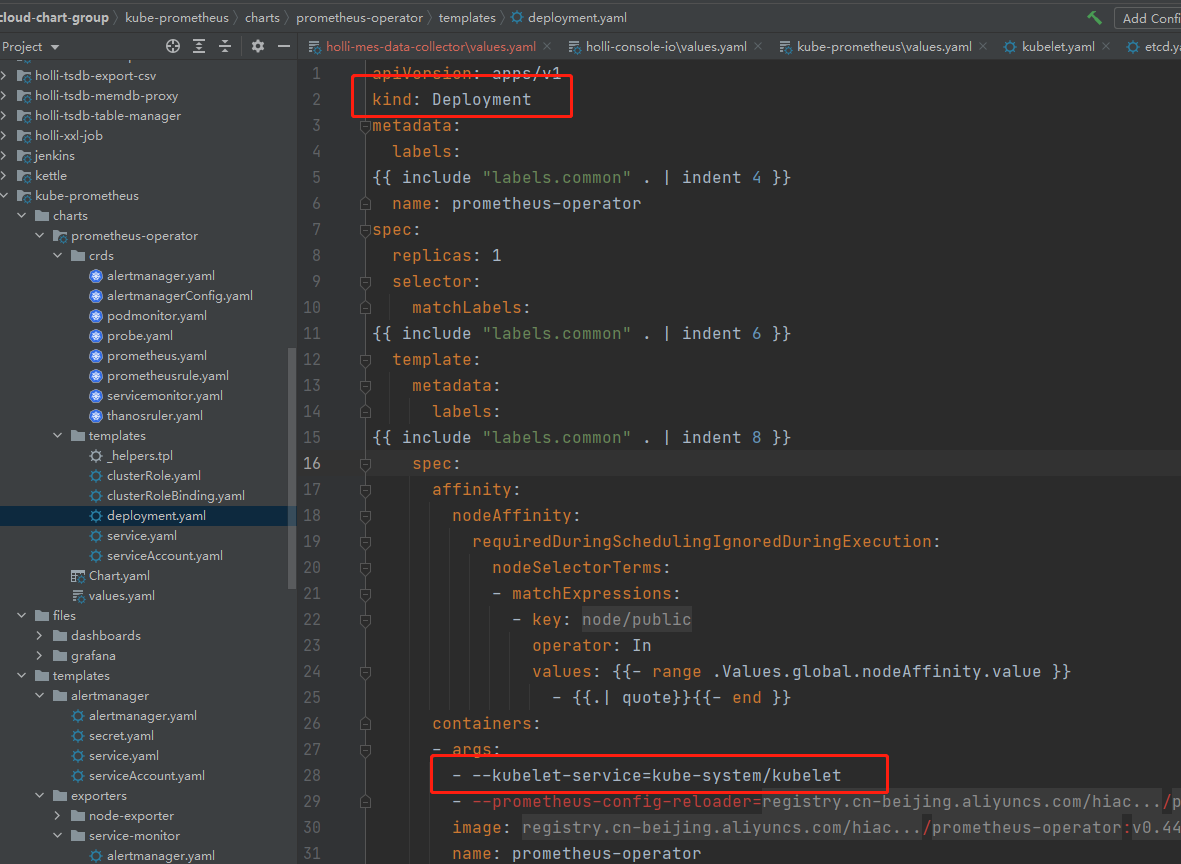 cloud-chart-group kube-prometheus charts prometheus-operator templates deployment.yaml
Add Confi
Project
holli-mes-data-collector\values.yaml holli-console-io\values.yaml kube-prometheus\values.yaml kubelet.yaml etcd.ya
holli-tsdb-export-csv
holli-tsdb-memdb-proxy
holli-tsdb-table-manager
holli-xxl-job
jenkins
kettle
kube-prometheus
charts
prometheus-operator
crds
alertmanager.yaml
alertmanagerConfig.yaml
podmonitor.yaml
probe.yaml
prometheus.yaml
prometheusrule.yaml
servicemonitor.yaml
thanosruler.yaml
templates
_helpers.tpl
clusterRole.yaml
clusterRoleBinding.yaml
deployment.yaml
service.yaml
serviceAccount.yaml
Chart.yaml
values.yaml
files
dashboards
grafana
templates
alertmanager
alertmanager.yaml
secret.yaml
service.yaml
serviceAccount.yaml
exporters
node-exporter
service-monitor
alertmanager.yaml
1 apiVersion: apps/v1
2 kind: Deployment
3 metadata:
4 labels:
5 {{ include "labels.common" . | indent 4 }}
6 name: prometheus-operator
7 spec:
8 replicas: 1
9 selector:
10 matchLabels:
11 {{ include "labels.common" . | indent 6 }}
12 template:
13 metadata:
14 labels:
15 {{ include "labels.common" . | indent 8 }}
16 spec:
17 affinity:
18 nodeAffinity:
19 requiredDuringSchedulingIgnoredDuringExecution:
20 nodeSelectorTerms:
21 - matchExpressions:
22 - key: node/public
23 operator: In
24 values: {{- range .Values.global.nodeAffinity.value }}
25 - {{.| quote}}{{- end }}
26 containers:
27 - args:
28 - --kubelet-service=kube-system/kubelet
29 - --prometheus-config-reloader=registry.cn-beijing.aliyuncs.com/hiac.../p
30 image: registry.cn-beijing.aliyuncs.com/hiac.../prometheus-operator:v0.44
31 name: prometheus-operator